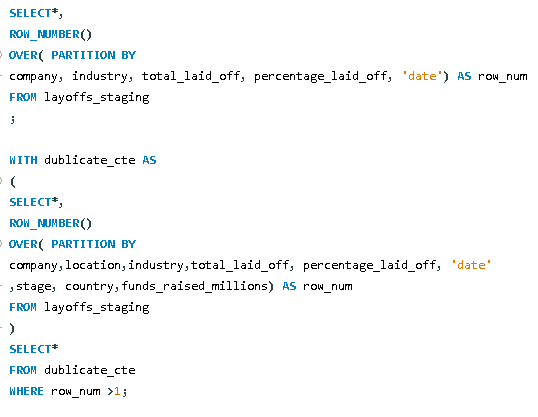 SELECT*,
ROW_NUMBER()
OVER( PARTITION BY
company, industry, total_laid_off, percentage_laid_off, 'date') AS row_num
FROM layoffs_staging
;
WITH dublicate_cte AS
(
SELECT*,
ROW_NUMBER()
OVER( PARTITION BY
company,location,industry,total_laid_off, percentage_laid_off, 'date'
,stage, country,funds_raised_millions) AS row_num
FROM layoffs_staging
)
SELECT*
FROM dublicate_cte
WHERE row_num >1;